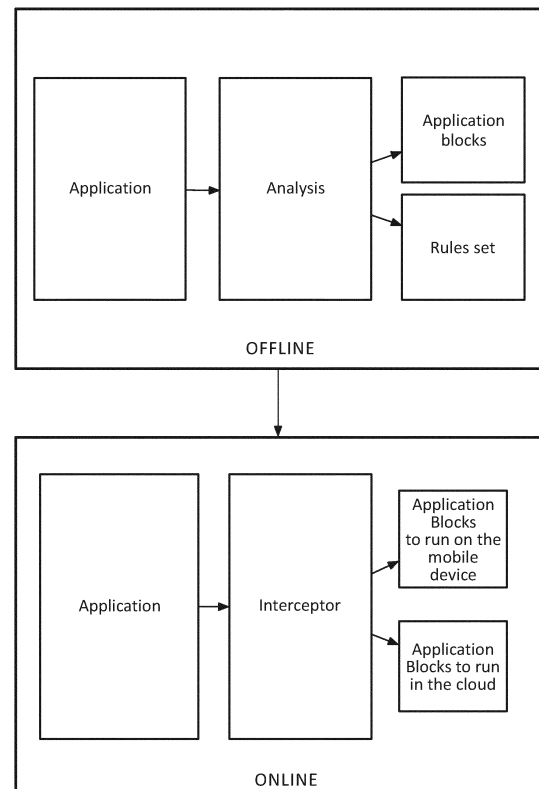 Application
Analysis
Application
blocks
Rules set
OFFLINE
Application
Interceptor
Application
Blocks
to run on the
mobile
device
Application
Blocks to run
in the cloud
ONLINE